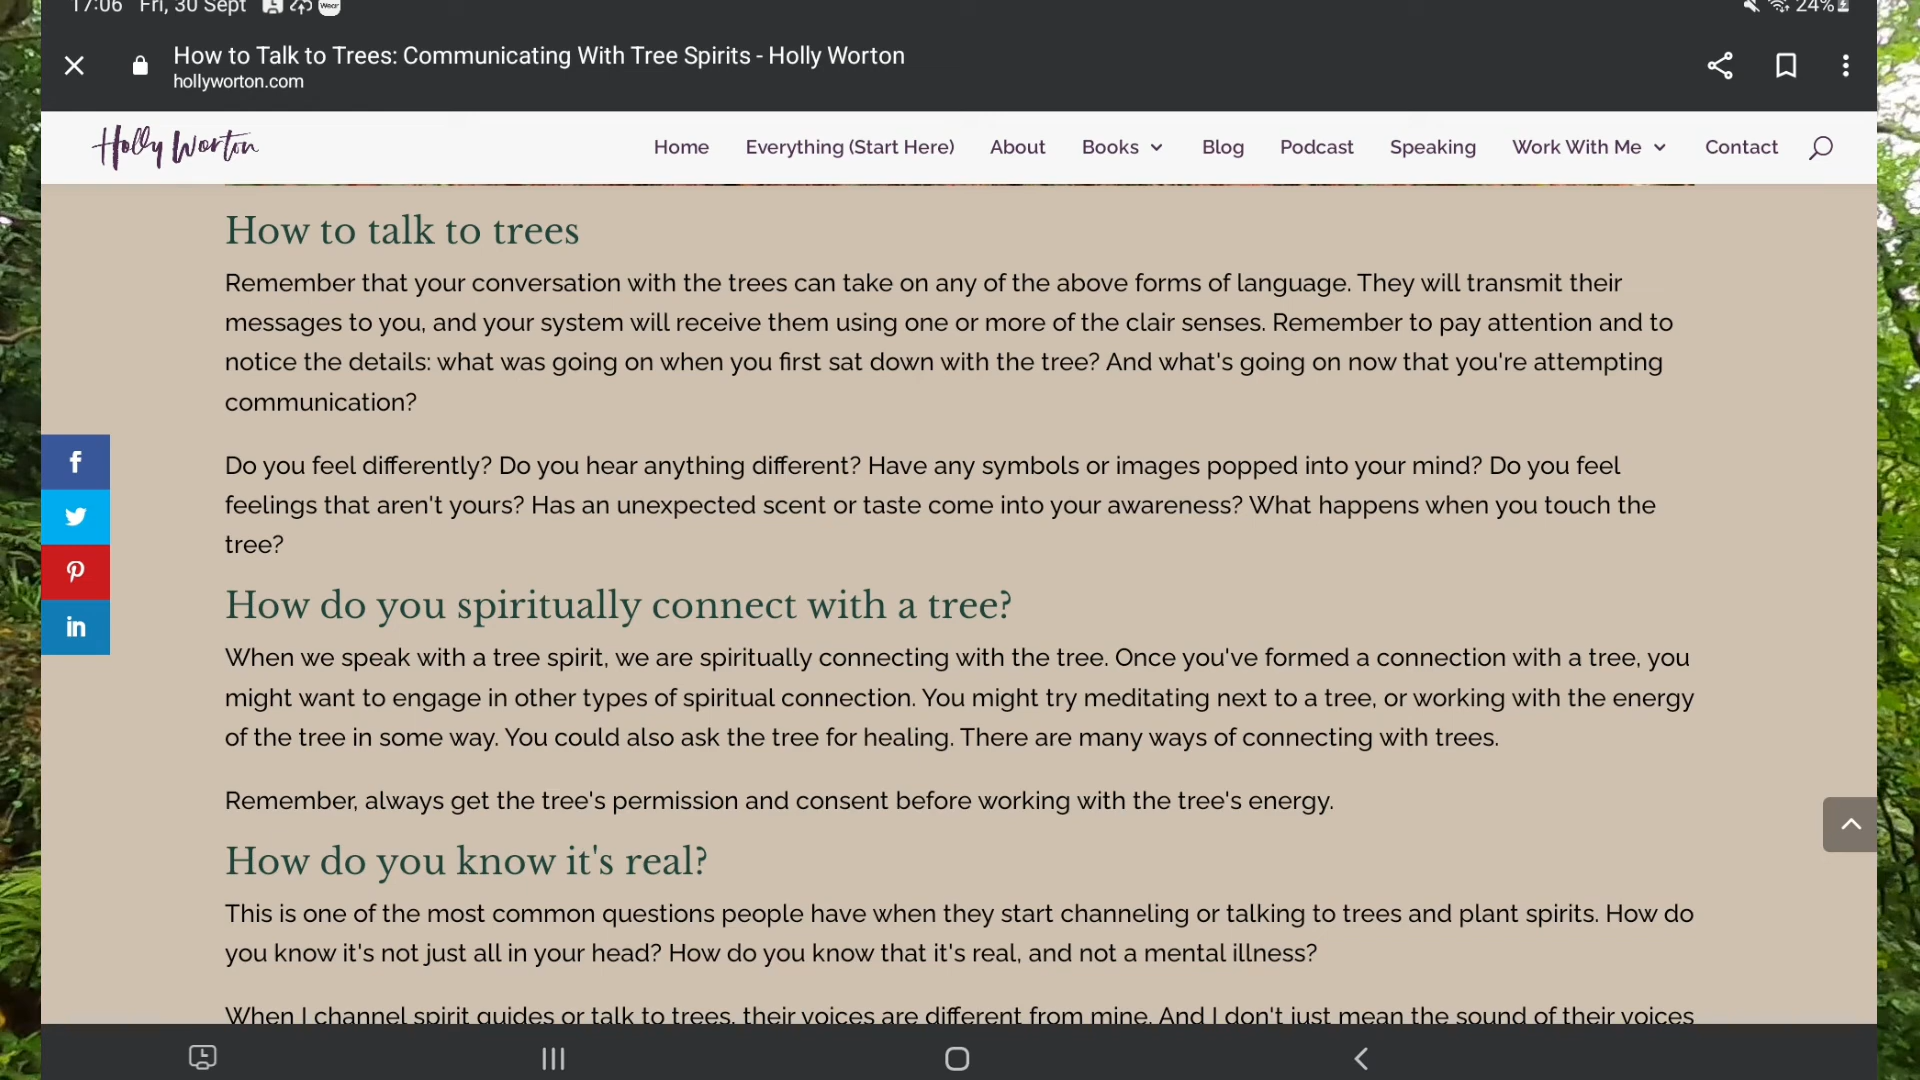 17:06 Fri, 30 Sept
24%
How to Talk to Trees: Communicating With Tree Spirits - Holly Worton
hollyworton.com
Holly Worton
Home Everything (Start Here) About Books Blog Podcast Speaking Work With Me Contact
How to talk to trees
Remember that your conversation with the trees can take on any of the above forms of language. They will transmit their
messages to you, and your system will receive them using one or more of the clair senses. Remember to pay attention and to
notice the details: what was going on when you first sat down with the tree? And what's going on now that you're attempting
communication?
Do you feel differently? Do you hear anything different? Have any symbols or images popped into your mind? Do you feel
feelings that aren't yours? Has an unexpected scent or taste come into your awareness? What happens when you touch the
tree?
How do you spiritually connect with a tree?
When we speak with a tree spirit, we are spiritually connecting with the tree. Once you've formed a connection with a tree, you
might want to engage in other types of spiritual connection. You might try meditating next to a tree, or working with the energy
of the tree in some way. You could also ask the tree for healing. There are many ways of connecting with trees.
Remember, always get the tree's permission and consent before working with the tree's energy.
How do you know it's real?
This is one of the most common questions people have when they start channeling or talking to trees and plant spirits. How do
you know it's not just all in your head? How do you know that it's real, and not a mental illness?
When I channel spirit guides or talk to trees, their voices are different from mine. And I don't just mean the sound of their voices